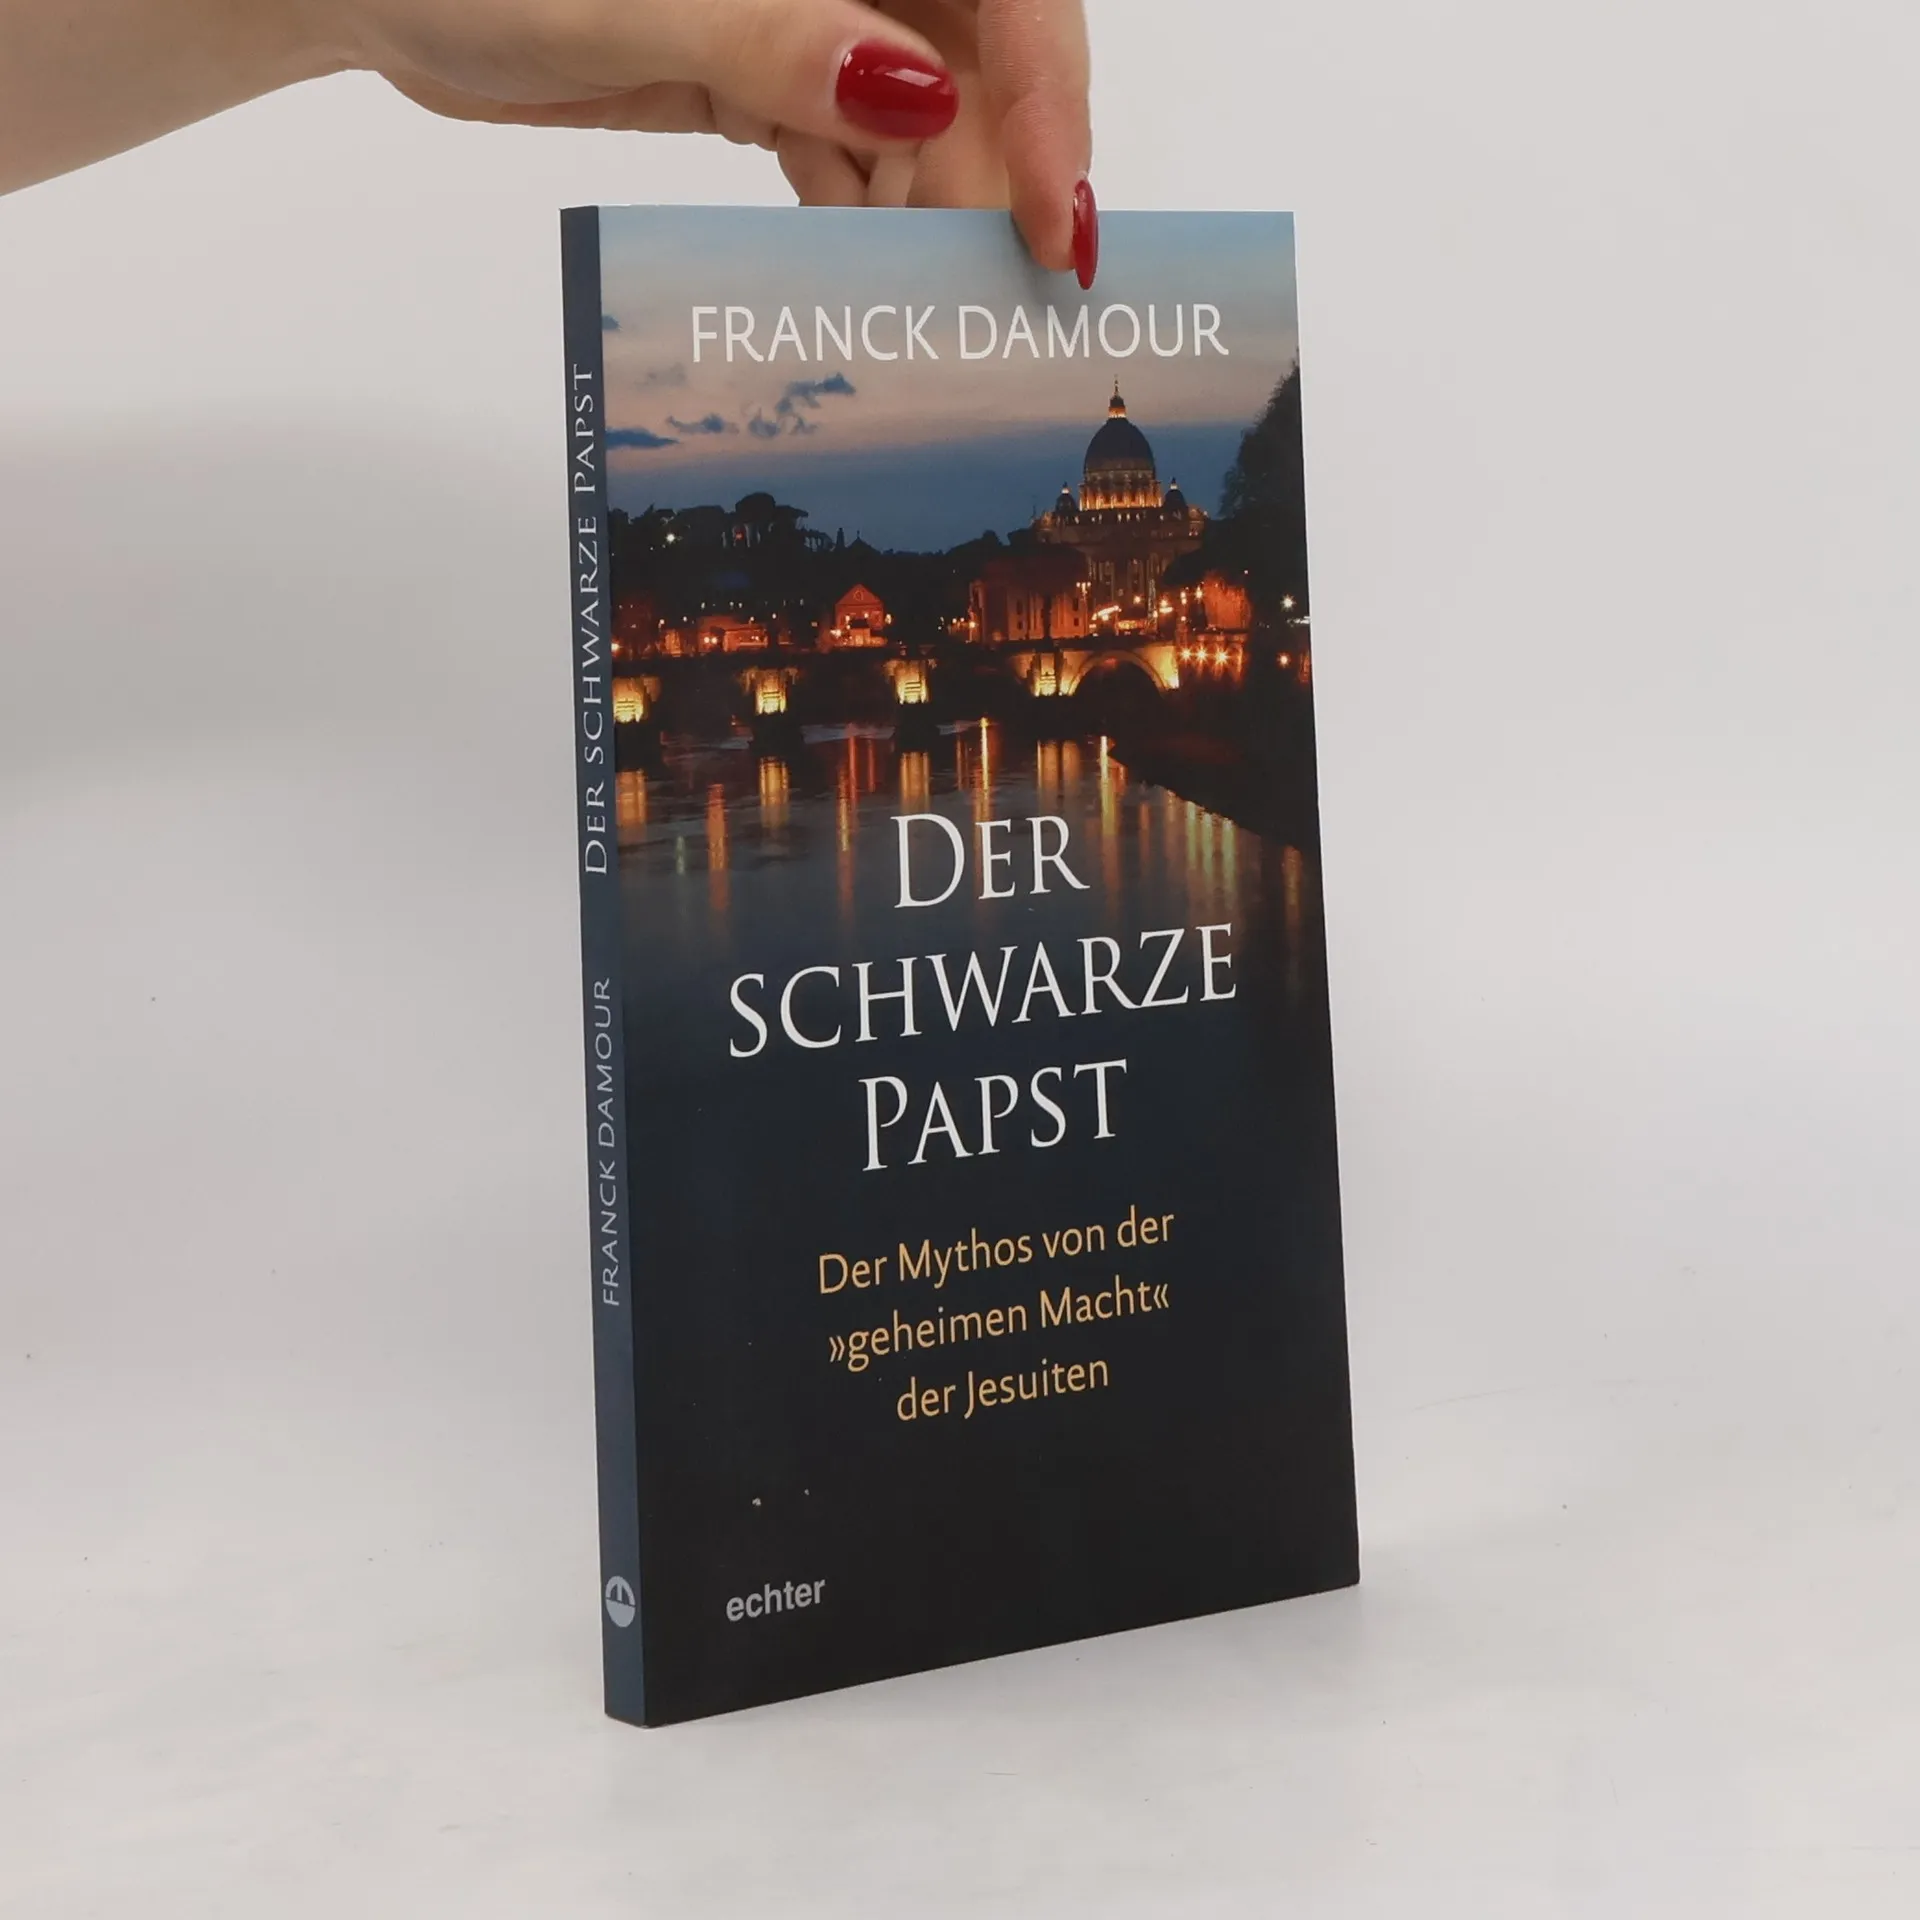 FRANCK DAMOUR
DER
SCHWARZE
PAPST
Der Mythos von der
»geheimen Macht«
der Jesuiten
echter
FRANCK DAMOUR DER SCHWARZE PAPST